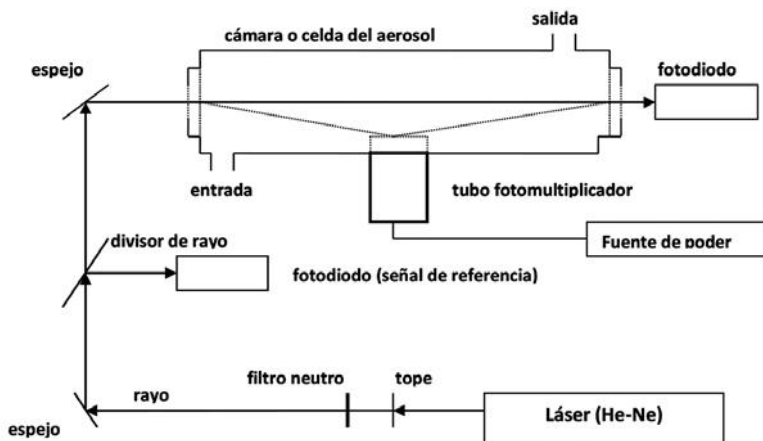 salida
cámara o celda del aerosol
espejo
fotodiodo
entrada
tubo fotomultiplicador
divisor de rayo
Fuente de poder
fotodiodo (señal de referencia)
filtro neutro
tope
rayo
Láser (He-Ne)
espejo